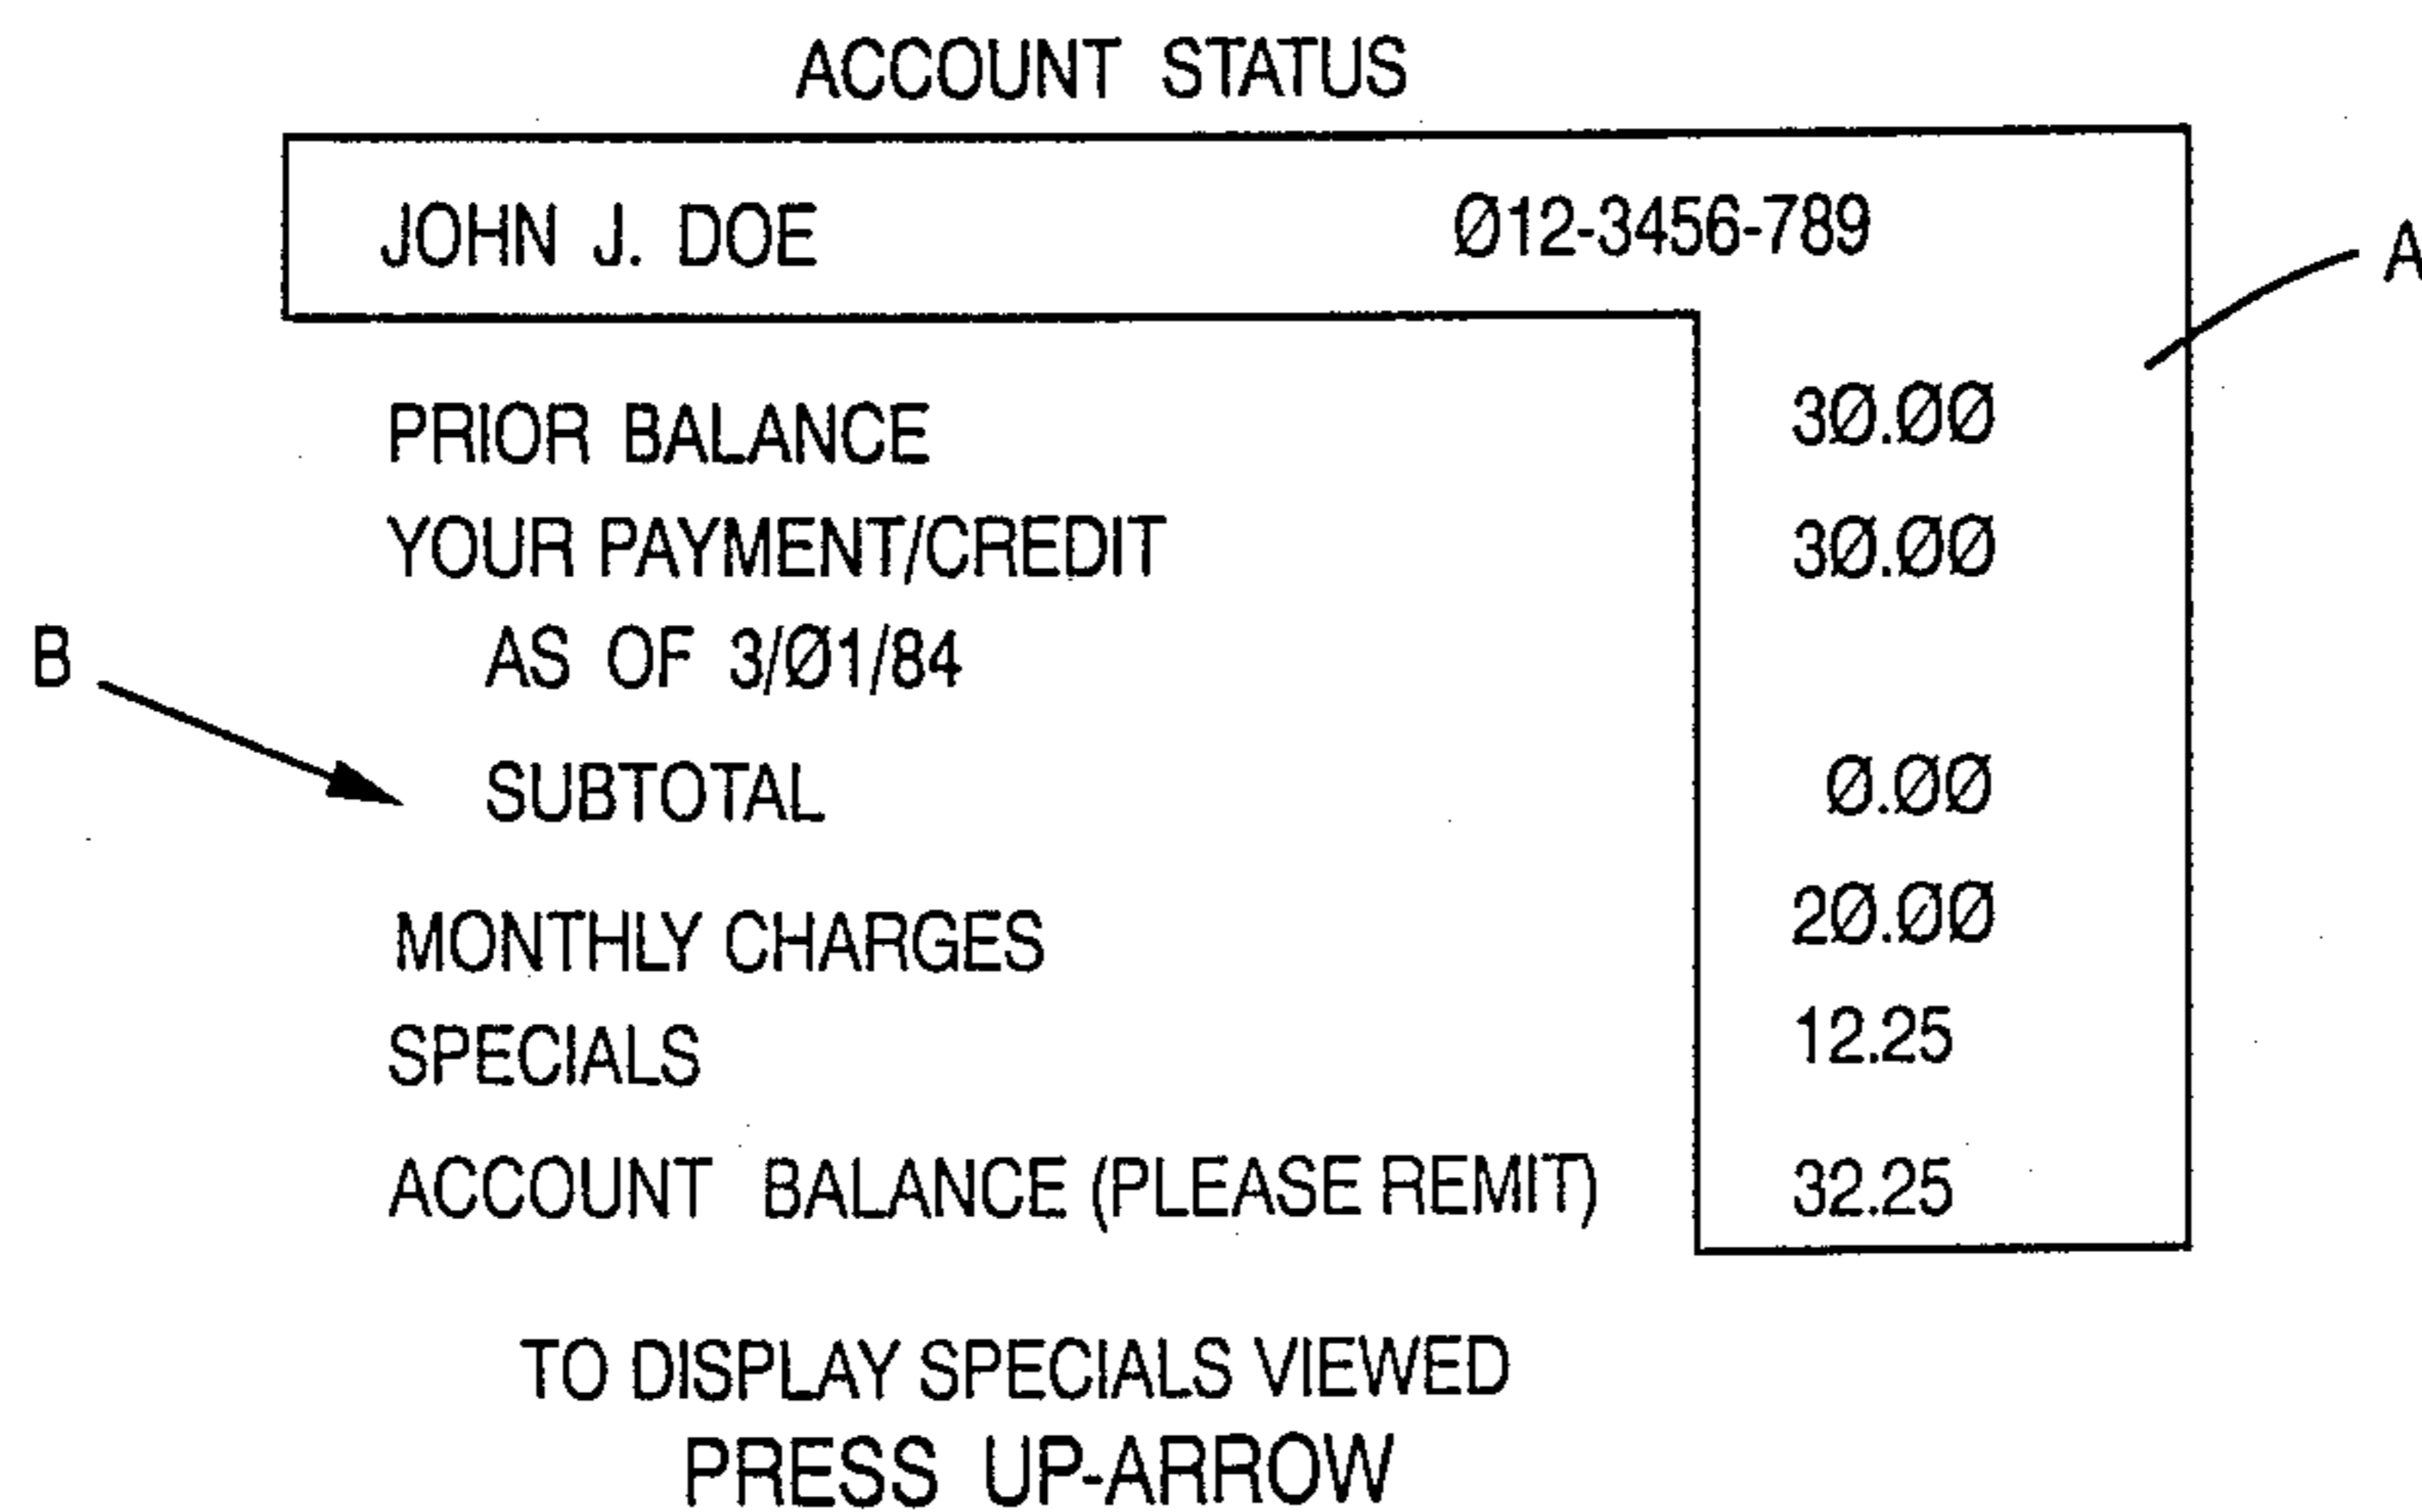 ACCOUNT STATUS
JOHN J. DOE Ø12-3456-789
A
PRIOR BALANCE 3Ø.ØØ
YOUR PAYMENT/CREDIT 3Ø.ØØ
B
AS OF 3/Ø1/84
SUBTOTAL Ø.ØØ
MONTHLY CHARGES 2Ø.ØØ
SPECIALS 12.25
ACCOUNT BALANCE (PLEASE REMIT) 32.25
TO DISPLAY SPECIALS VIEWED
PRESS UP-ARROW